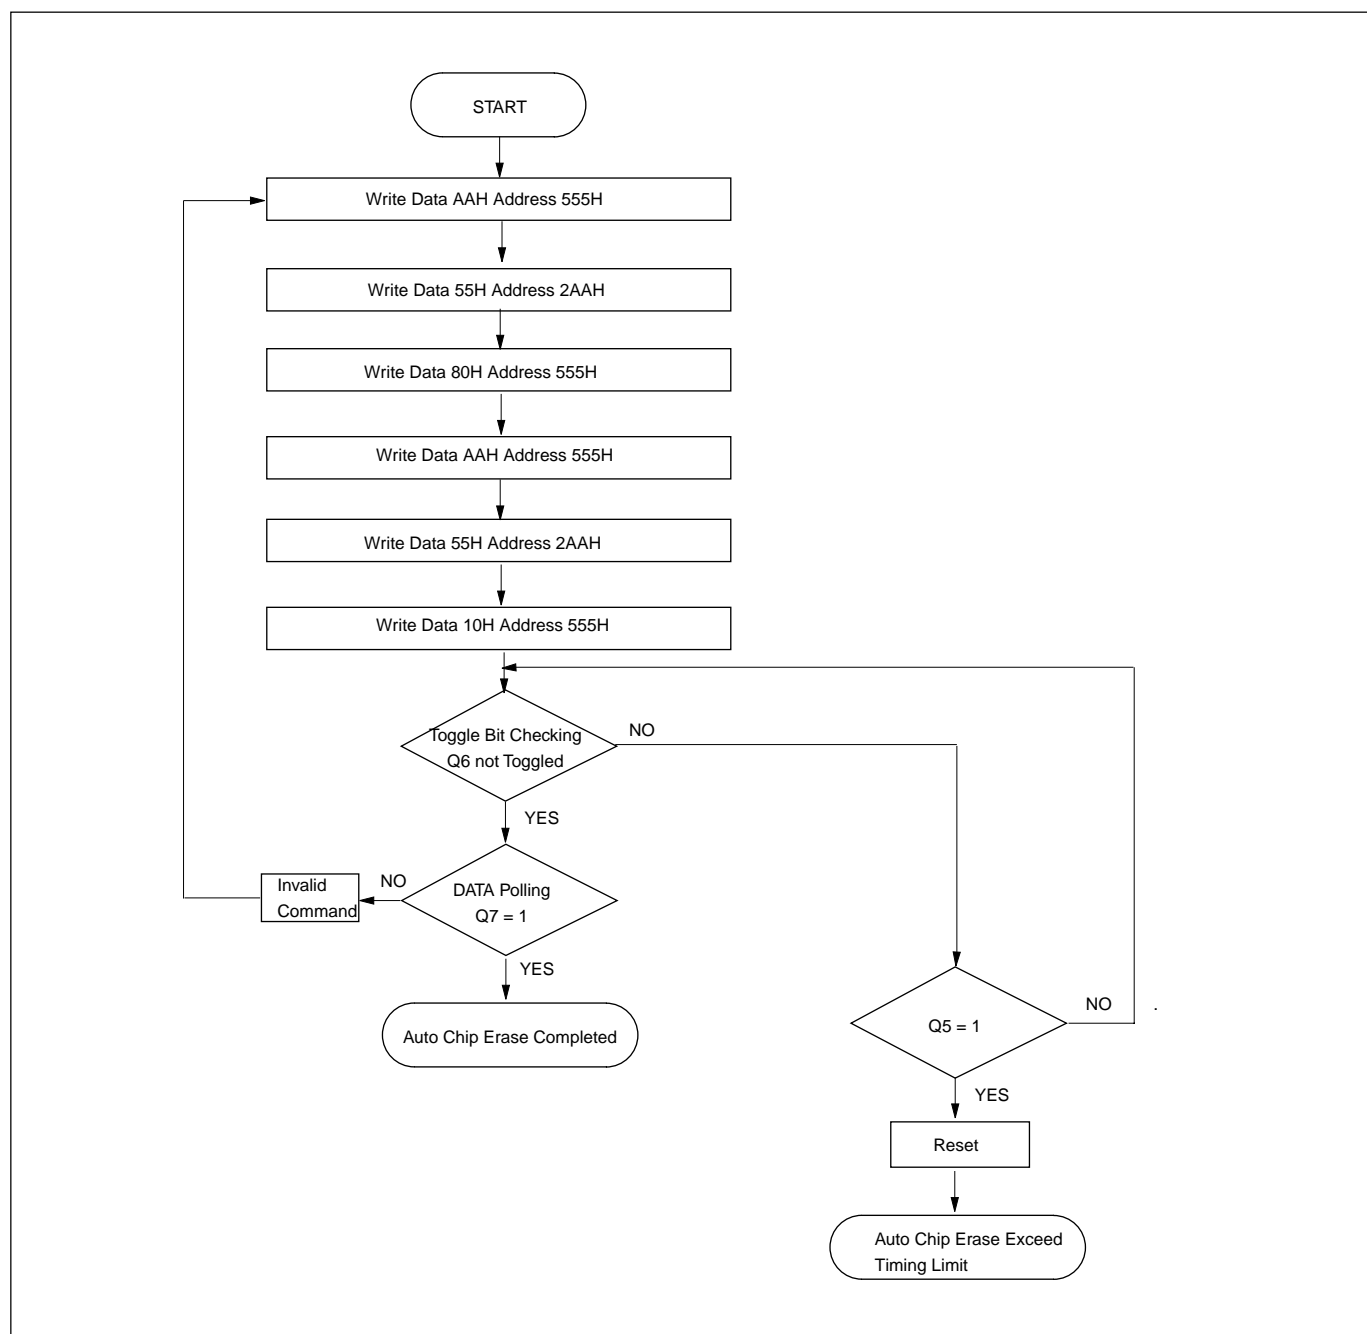 START
Write Data AAH Address 555H
Write Data 55H Address 2AAH
Write Data 80H Address 555H
Write Data AAH Address 555H
Write Data 55H Address 2AAH
Write Data 10H Address 555H
Toggle Bit Checking
Q6 not Toggled
NO
YES
DATA Polling
Q7 = 1
NO
Invalid
Command
YES
Auto Chip Erase Completed
Q5 = 1
NO
.
YES
Reset
Auto Chip Erase Exceed
Timing Limit